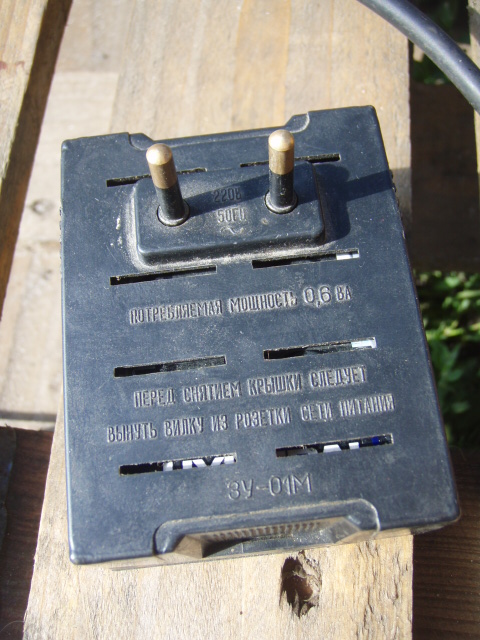 220В
50ГЦ
ПОТРЕБЛЯЕМАЯ МОЩНОСТЬ 0,6 ВА
ПЕРЕД СНЯТИЕМ КРЫШКИ СЛЕДУЕТ
ВЫНУТЬ ВИЛКУ ИЗ РОЗЕТКИ СЕТИ ПИТАНИЯ
ЗУ-01М